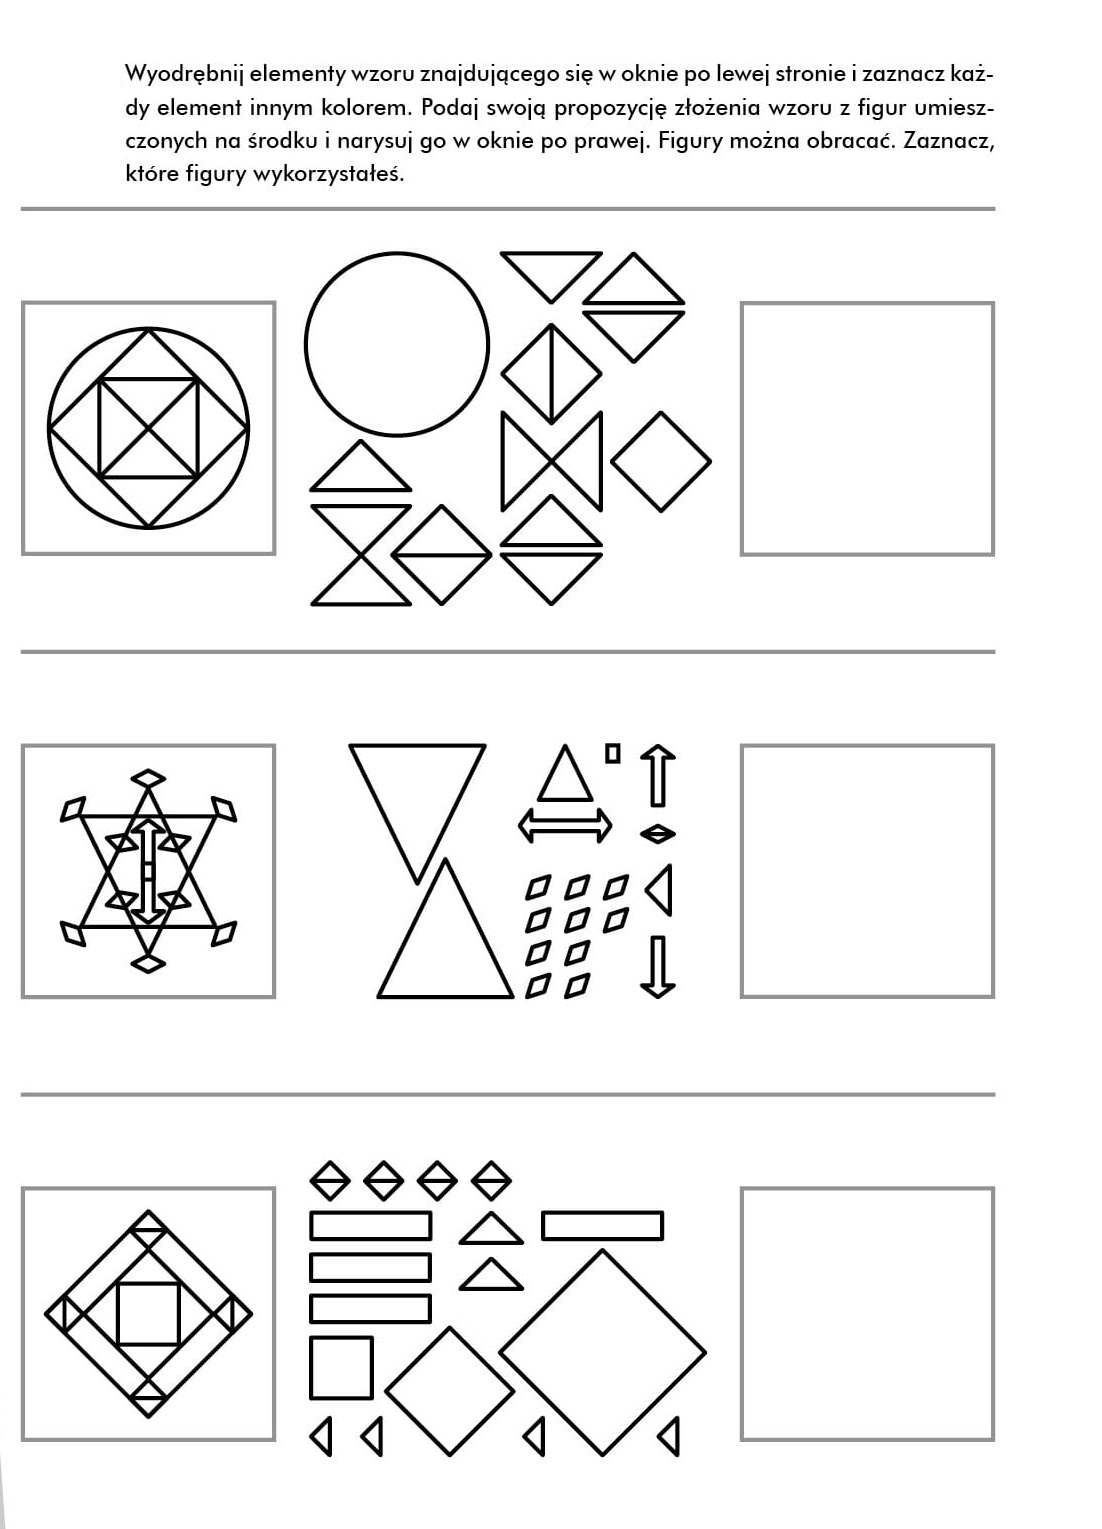 Wyodrębnij elementy wzoru znajdującego się w oknie po lewej stronie i zaznacz każ-
dy element innym kolorem. Podaj swoją propozycję złożenia wzoru z figur umiesz-
czonych na środku i narysuj go w oknie po prawej. Figury można obracać. Zaznacz,
które figury wykorzystałeś.